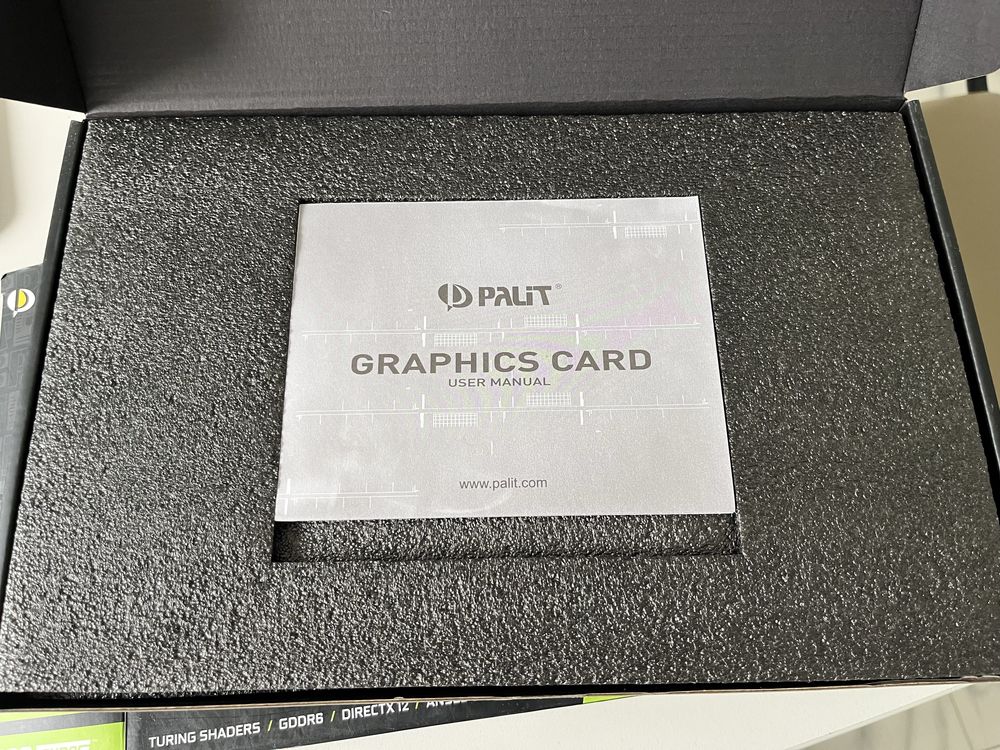 PALIT®
GRAPHICS CARD
USER MANUAL
www.palit.com
TURING SHADERS / GDDR6 / DIRECTX 12 /